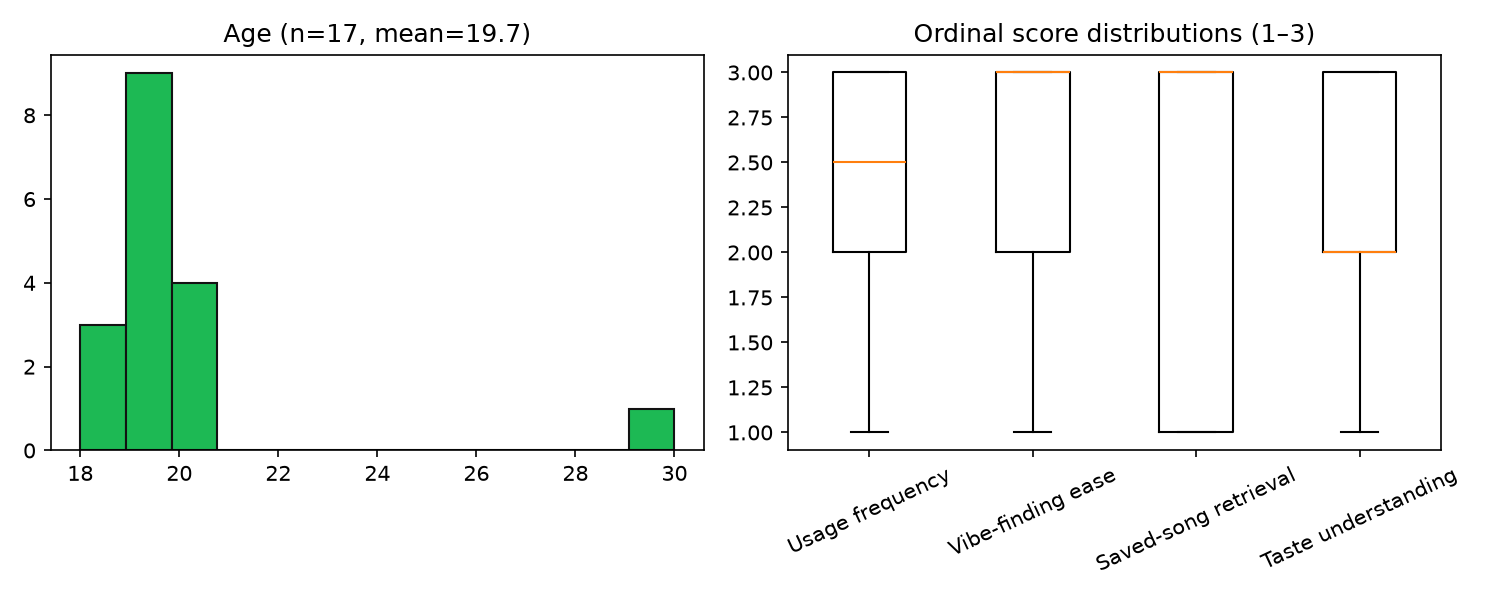 Age (n=17, mean=19.7)
8
6
4
2
0
18 20 22 24 26 28 30
Ordinal score distributions (1–3)
3.00
2.75
2.50
2.25
2.00
1.75
1.50
1.25
1.00
Usage frequency
Vibe-finding ease
Saved-song retrieval
Taste understanding